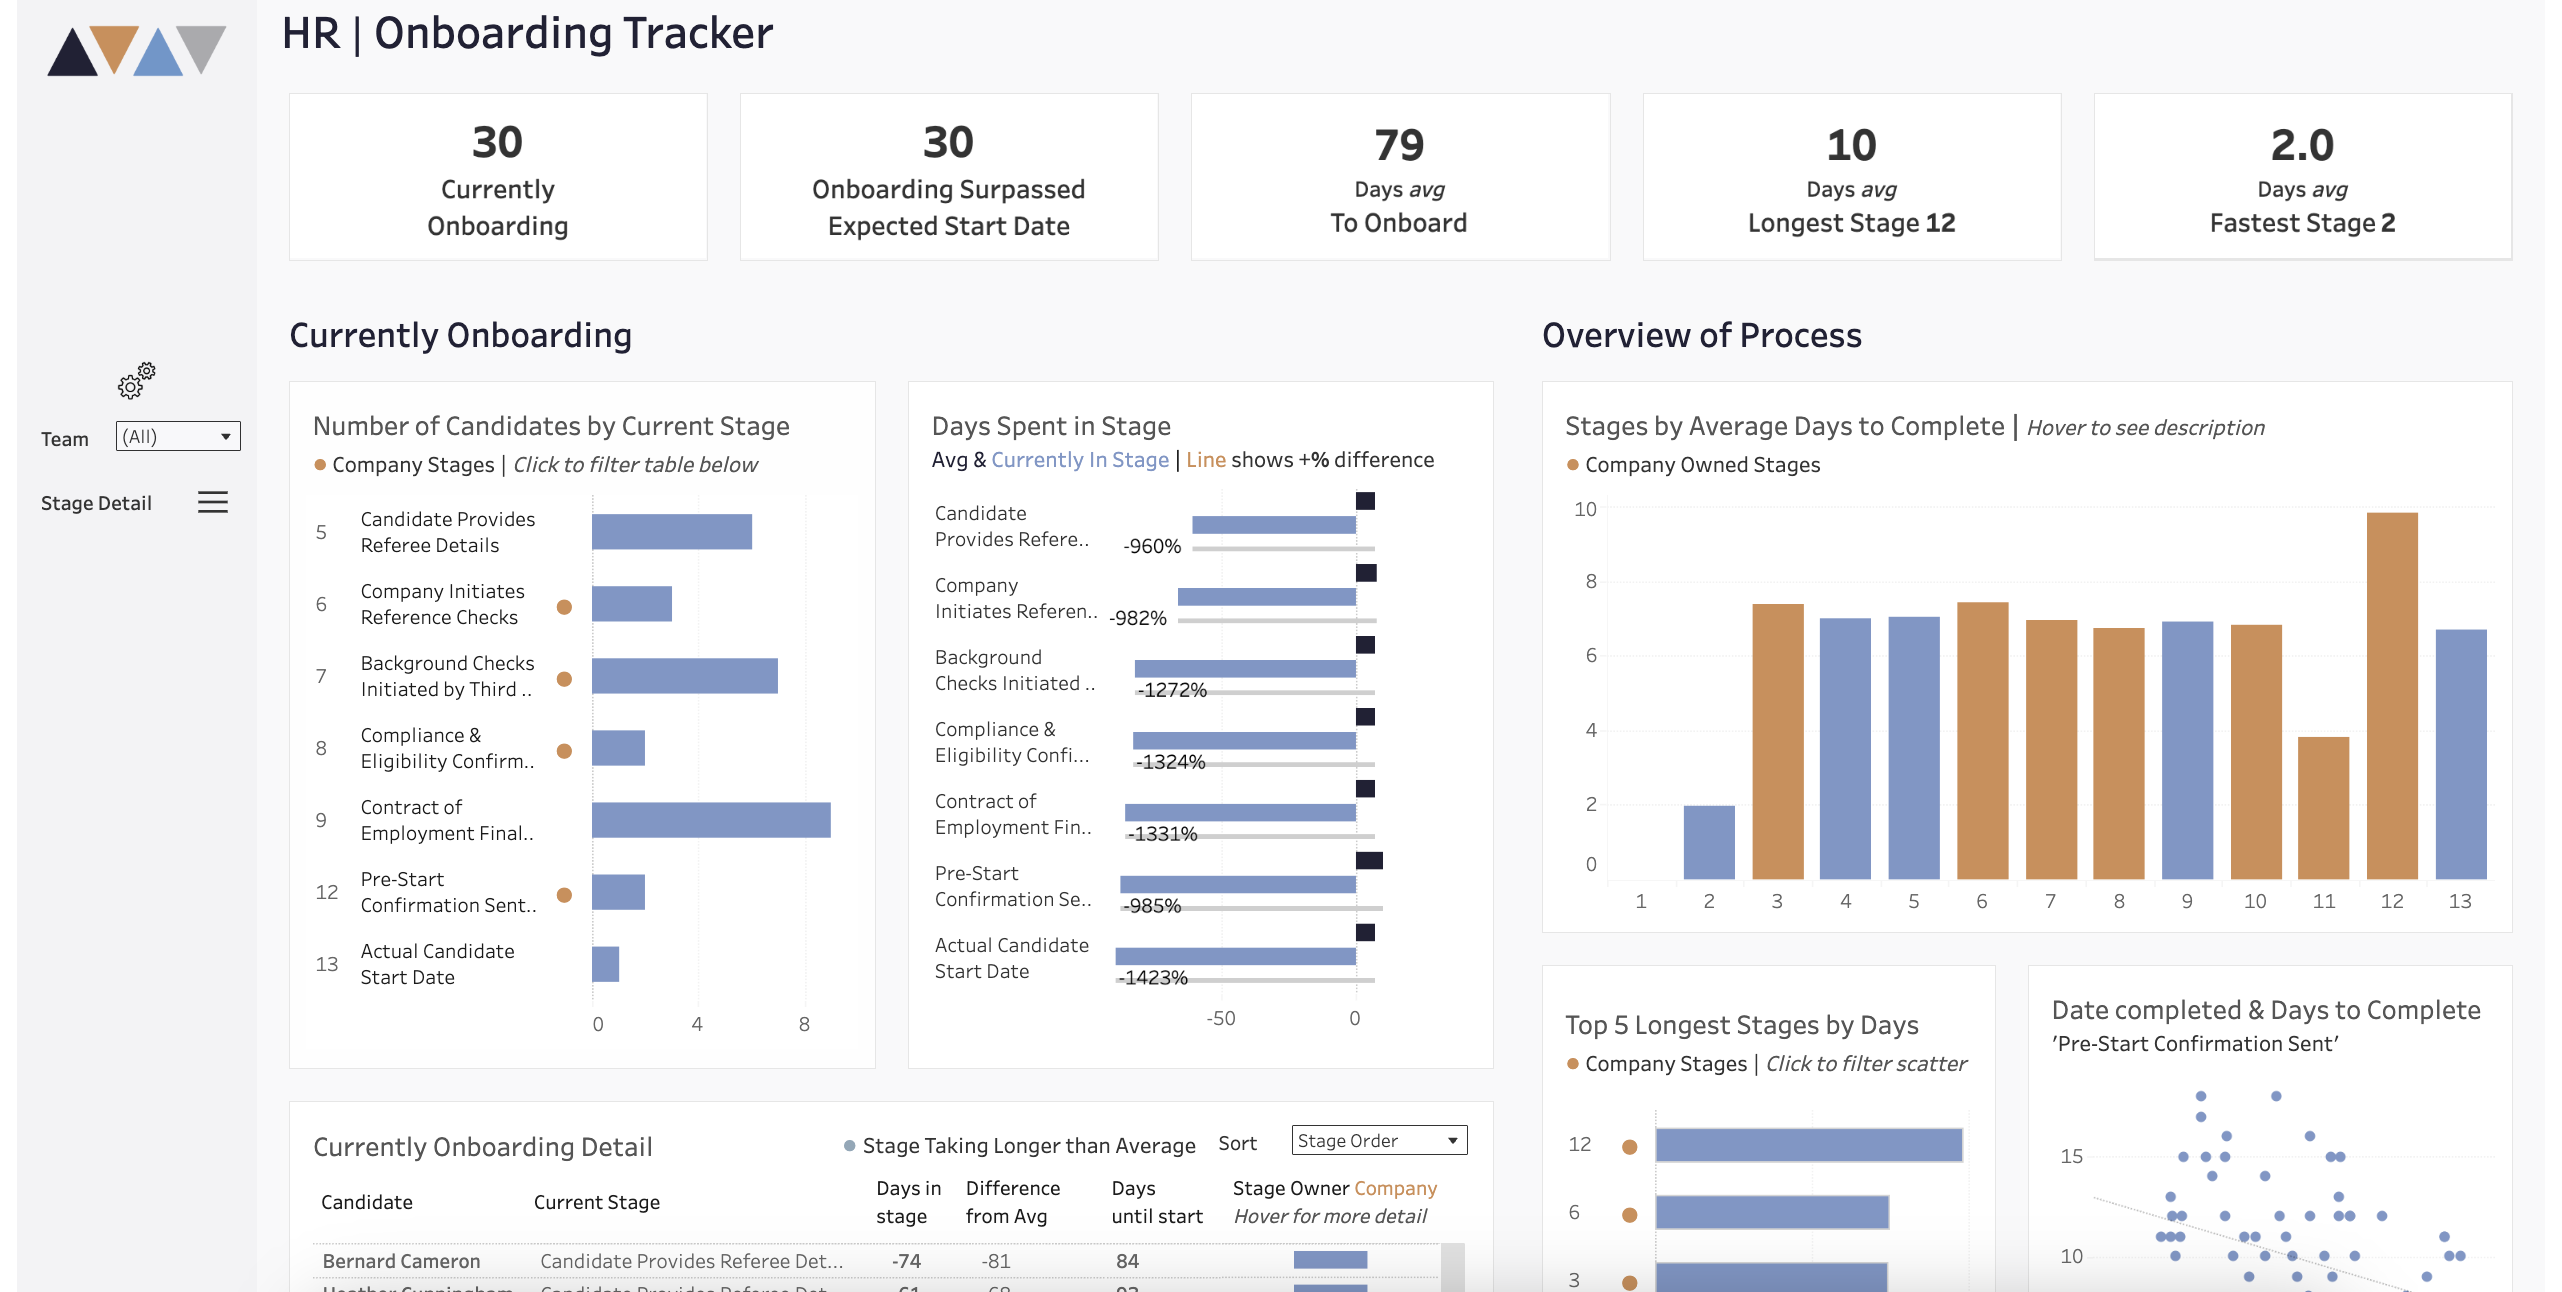 HR | Onboarding Tracker
30
Currently
Onboarding
30
Onboarding Surpassed
Expected Start Date
79
Days avg
To Onboard
10
Days avg
Longest Stage 12
2.0
Days avg
Fastest Stage 2
Team
(All)
Stage Detail
Currently Onboarding
Number of Candidates by Current Stage
Company Stages | Click to filter table below
5 Candidate Provides
Referee Details
6 Company Initiates
Reference Checks
7 Background Checks
Initiated by Third ..
8 Compliance &
Eligibility Confirm..
9 Contract of
Employment Final..
12 Pre-Start
Confirmation Sent..
13 Actual Candidate
Start Date
0 4 8
Days Spent in Stage
Avg & Currently In Stage | Line shows +% difference
Candidate
Provides Refere..
-960%
Company
Initiates Referen..
-982%
Background
Checks Initiated ..
-1272%
Compliance &
Eligibility Confi...
-1324%
Contract of
Employment Fin..
-1331%
Pre-Start
Confirmation Se..
-985%
Actual Candidate
Start Date
-1423%
-50 0
Overview of Process
Stages by Average Days to Complete | Hover to see description
Company Owned Stages
10
8
6
4
2
0
1 2 3 4 5 6 7 8 9 10 11 12 13
Currently Onboarding Detail
Stage Taking Longer than Average
Sort
Stage Order
Candidate
Current Stage
Days in
stage
Difference
from Avg
Days
until start
Stage Owner Company
Hover for more detail
Bernard Cameron Candidate Provides Referee Det... -74 -81 84
Top 5 Longest Stages by Days
Company Stages | Click to filter scatter
12
6
3
Date completed & Days to Complete
'Pre-Start Confirmation Sent'
15
10